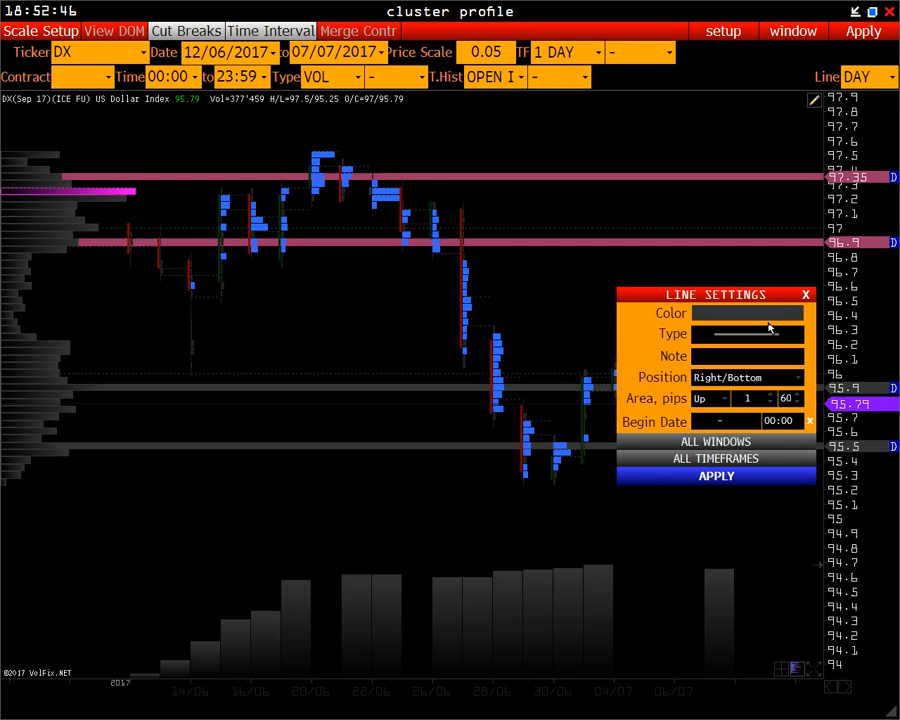 18:52:46 cluster profile
Scale Setup View DOM Cut Breaks Time Interval Merge Contr setup window Apply
Ticker DX Date 12/06/2017 to 07/07/2017 Price Scale 0.05 TF 1 DAY -
Contract Time 00:00 to 23:59 Type VOL - T.Hist OPEN I - Line DAY
DX(Sep 17)(ICE FU) US Dollar Index 95.79 Vol=377'459 H/L=97.5/95.25 O/C=97/95.79
97.9
97.8
97.7
97.6
97.5
97.35 D
97.3
97.2
97.1
97
96.9 D
96.8
96.7
96.6
96.5
96.4
96.3
96.2
96.1
96
95.9 D
95.79
95.7
95.6
95.5 D
95.4
95.3
95.2
95.1
95
94.9
94.8
94.7
94.6
94.5
94.4
94.3
94.2
94.1
94
LINE SETTINGS X
Color
Type
Note
Position Right/Bottom
Area, pips Up 1 60
Begin Date - 00:00 x
ALL WINDOWS
ALL TIMEFRAMES
APPLY
©2017 VolFix.NET
2017
14/06 16/06 20/06 22/06 26/06 28/06 30/06 04/07 06/07